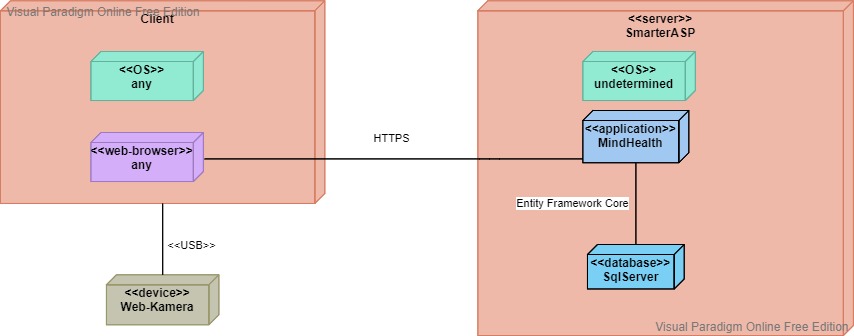 Visual Paradigm Online Free Edition
Client
<<OS>>
any
<<web-browser>>
any
<<USB>>
<<device>>
Web-Kamera
HTTPS
<<server>>
SmarterASP
<<OS>>
undetermined
<<application>>
MindHealth
Entity Framework Core
<<database>>
SqlServer
Visual Paradigm Online Free Edition